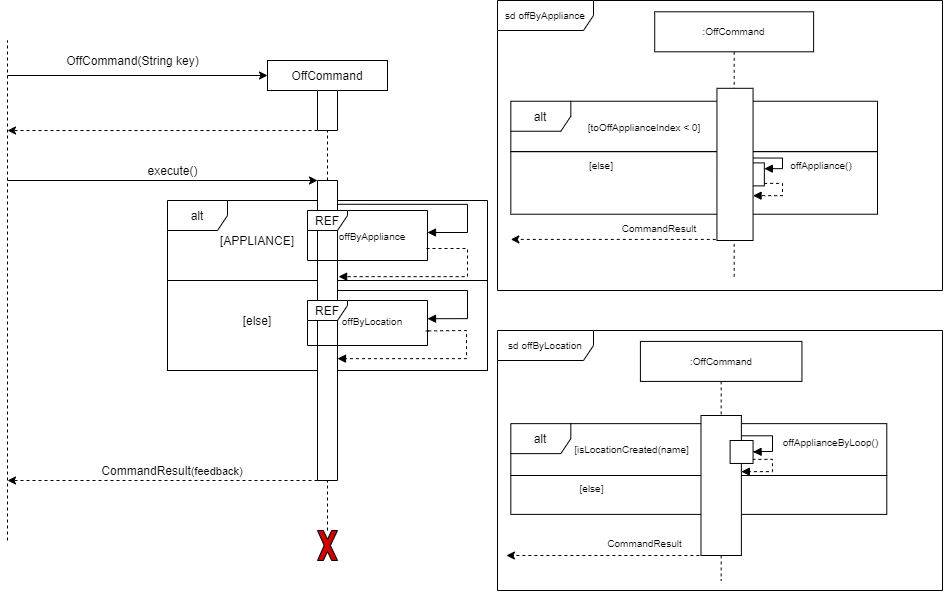 OffCommand(String key)
OffCommand
execute()
alt
REF
[APPLIANCE]
offByAppliance
REF
[else]
offByLocation
CommandResult(feedback)
X
sd offByAppliance
:OffCommand
alt
[toOffApplianceIndex < 0]
[else]
offAppliance()
CommandResult
sd offByLocation
:OffCommand
alt
[isLocationCreated(name]
offApplianceByLoop()
[else]
CommandResult